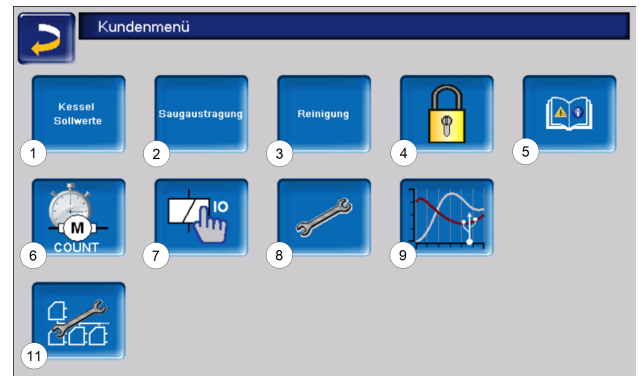 Kundenmenü
Kessel
Sollwerte
Saugaustragung
Reinigung
1
2
3
4
5
M
COUNT
IO
6
7
8
9
11